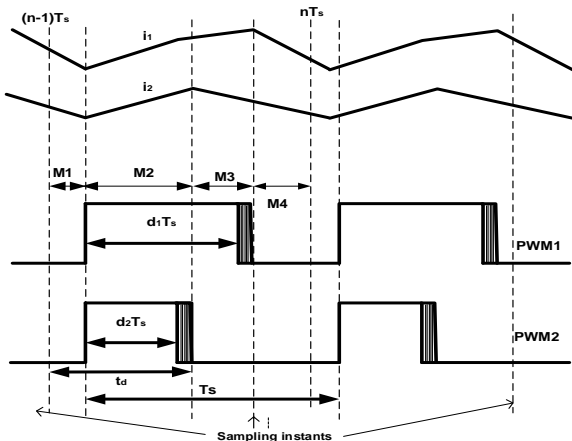 (n-1)Ts
nTs
i1
i2
M1
M2
M3
M4
d1Ts
PWM1
d2Ts
PWM2
td
Ts
Sampling instants